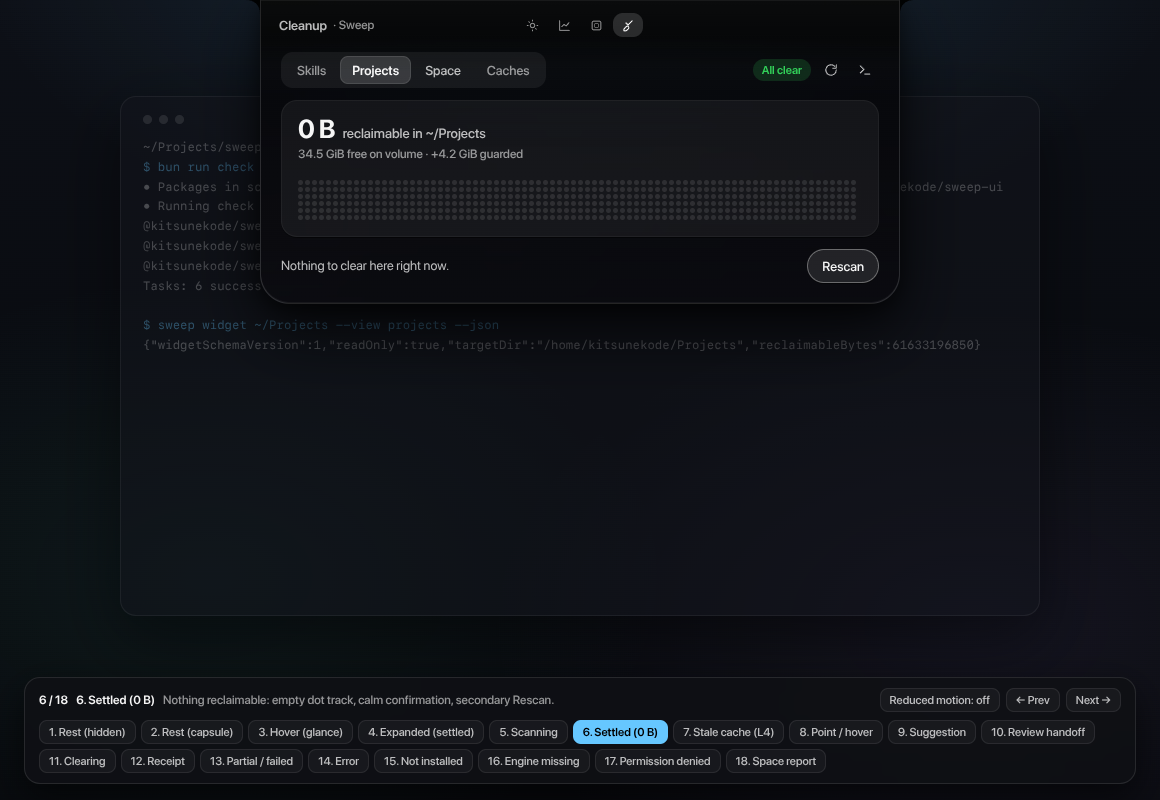 Cleanup · Sweep
Skills Projects Space Caches All clear
0 B reclaimable in ~/Projects
34.5 GiB free on volume · +4.2 GiB guarded
Nothing to clear here right now. Rescan
~/Projects/sweep
$ bun run check
• Packages in sc ekode/sweep-ui
• Running check
@kitsunekode/swe
@kitsunekode/swe
@kitsunekode/swe
Tasks: 6 success
$ sweep widget ~/Projects --view projects --json
{"widgetSchemaVersion":1,"readOnly":true,"targetDir":"/home/kitsunekode/Projects","reclaimableBytes":61633196850}
6 / 18 6. Settled (0 B) Nothing reclaimable: empty dot track, calm confirmation, secondary Rescan. Reduced motion: off ← Prev Next →
1. Rest (hidden) 2. Rest (capsule) 3. Hover (glance) 4. Expanded (settled) 5. Scanning 6. Settled (0 B) 7. Stale cache (L4) 8. Point / hover 9. Suggestion 10. Review handoff
11. Clearing 12. Receipt 13. Partial / failed 14. Error 15. Not installed 16. Engine missing 17. Permission denied 18. Space report